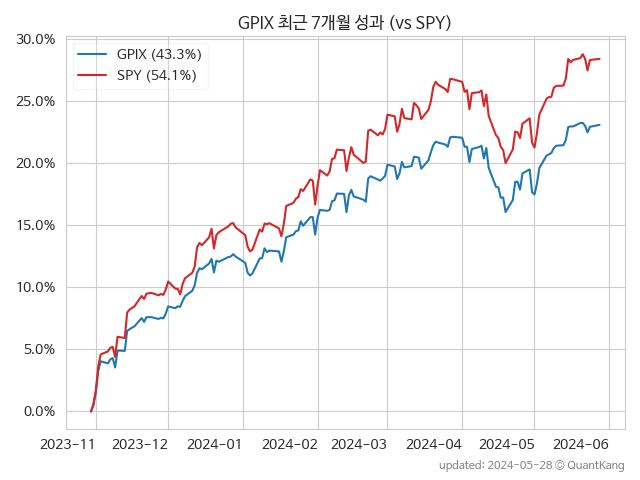 GPIX 최근 7개월 성과 (vs SPY)
30.0%
25.0%
20.0%
15.0%
10.0%
5.0%
0.0%
GPIX (43.3%)
SPY (54.1%)
2023-11 2023-12 2024-01 2024-02 2024-03 2024-04 2024-05 2024-06
updated: 2024-05-28 © QuantKang